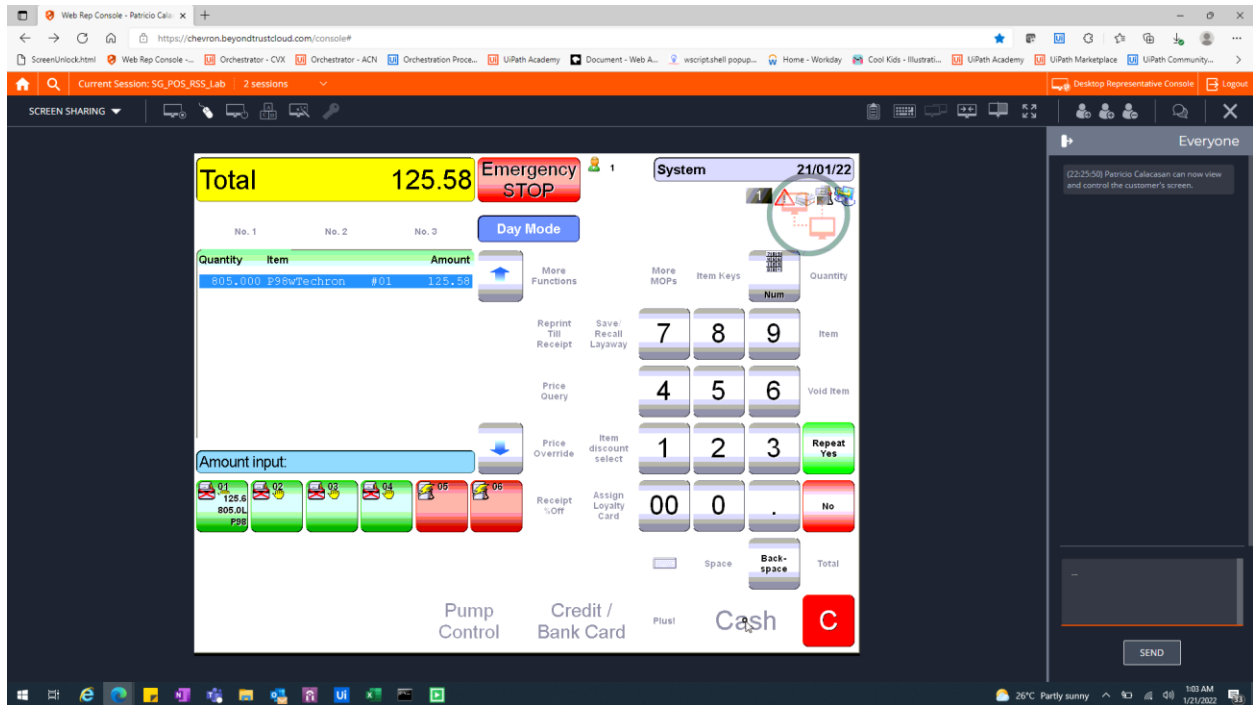 Web Rep Console - Patricio Cala
https://chevron.beyondtrustcloud.com/console#
ScreenUnlock.html
Web Rep Console -...
Orchestrator - CVX
Orchestrator - ACN
Orchestration Proce...
UiPath Academy
Document - Web A...
wscript.shell popup...
Home - Workday
Cool Kids - Illustrati...
UiPath Academy
UiPath Marketplace
UiPath Community...
Current Session: SG_POS_RSS_Lab
2 sessions
Desktop Representative Console
Logout
SCREEN SHARING
Everyone
(22:25:50) Patricio Calacasan can now view
and control the customer's screen.
Total 125.58
Emergency
STOP
1
System 21/01/22
1
No. 1
No. 2
No. 3
Day Mode
Quantity Item Amount
805.000 P98wTechron #01 125.58
More
Functions
More
MOPs
Item Keys
Num
Quantity
Reprint
Till
Receipt
Save/
Recall
Layaway
7
8
9
Item
Price
Query
4
5
6
Void Item
Price
Override
Item
discount
select
1
2
3
Repeat
Yes
Amount input:
01
125.6
805.0L
P98
02
03
04
05
06
Receipt
%Off
Assign
Loyalty
Card
00
0
.
No
Space
Back-
space
Total
Pump
Control
Credit /
Bank Card
Plus!
Cash
C
SEND
26°C Partly sunny
1:03 AM
1/21/2022